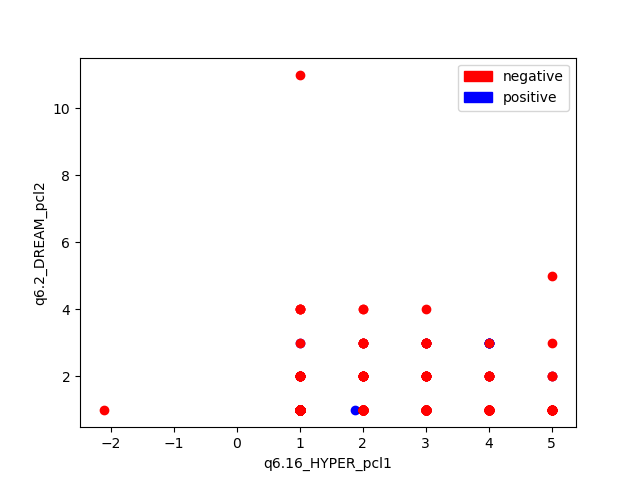 negative
positive
10
8
6
4
2
q6.2_DREAM_pcl2
−2 −1 0 1 2 3 4 5
q6.16_HYPER_pcl1